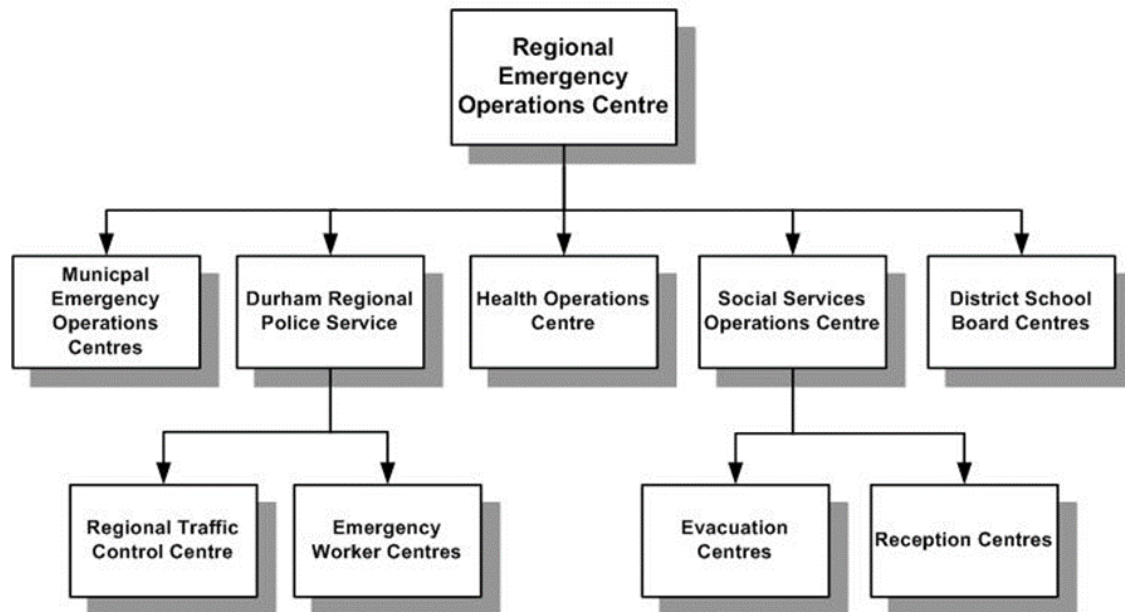 Regional
Emergency
Operations Centre
Municpal
Emergency
Operations
Centres
Durham Regional
Police Service
Health Operations
Centre
Social Services
Operations Centre
District School
Board Centres
Regional Traffic
Control Centre
Emergency
Worker Centres
Evacuation
Centres
Reception Centres